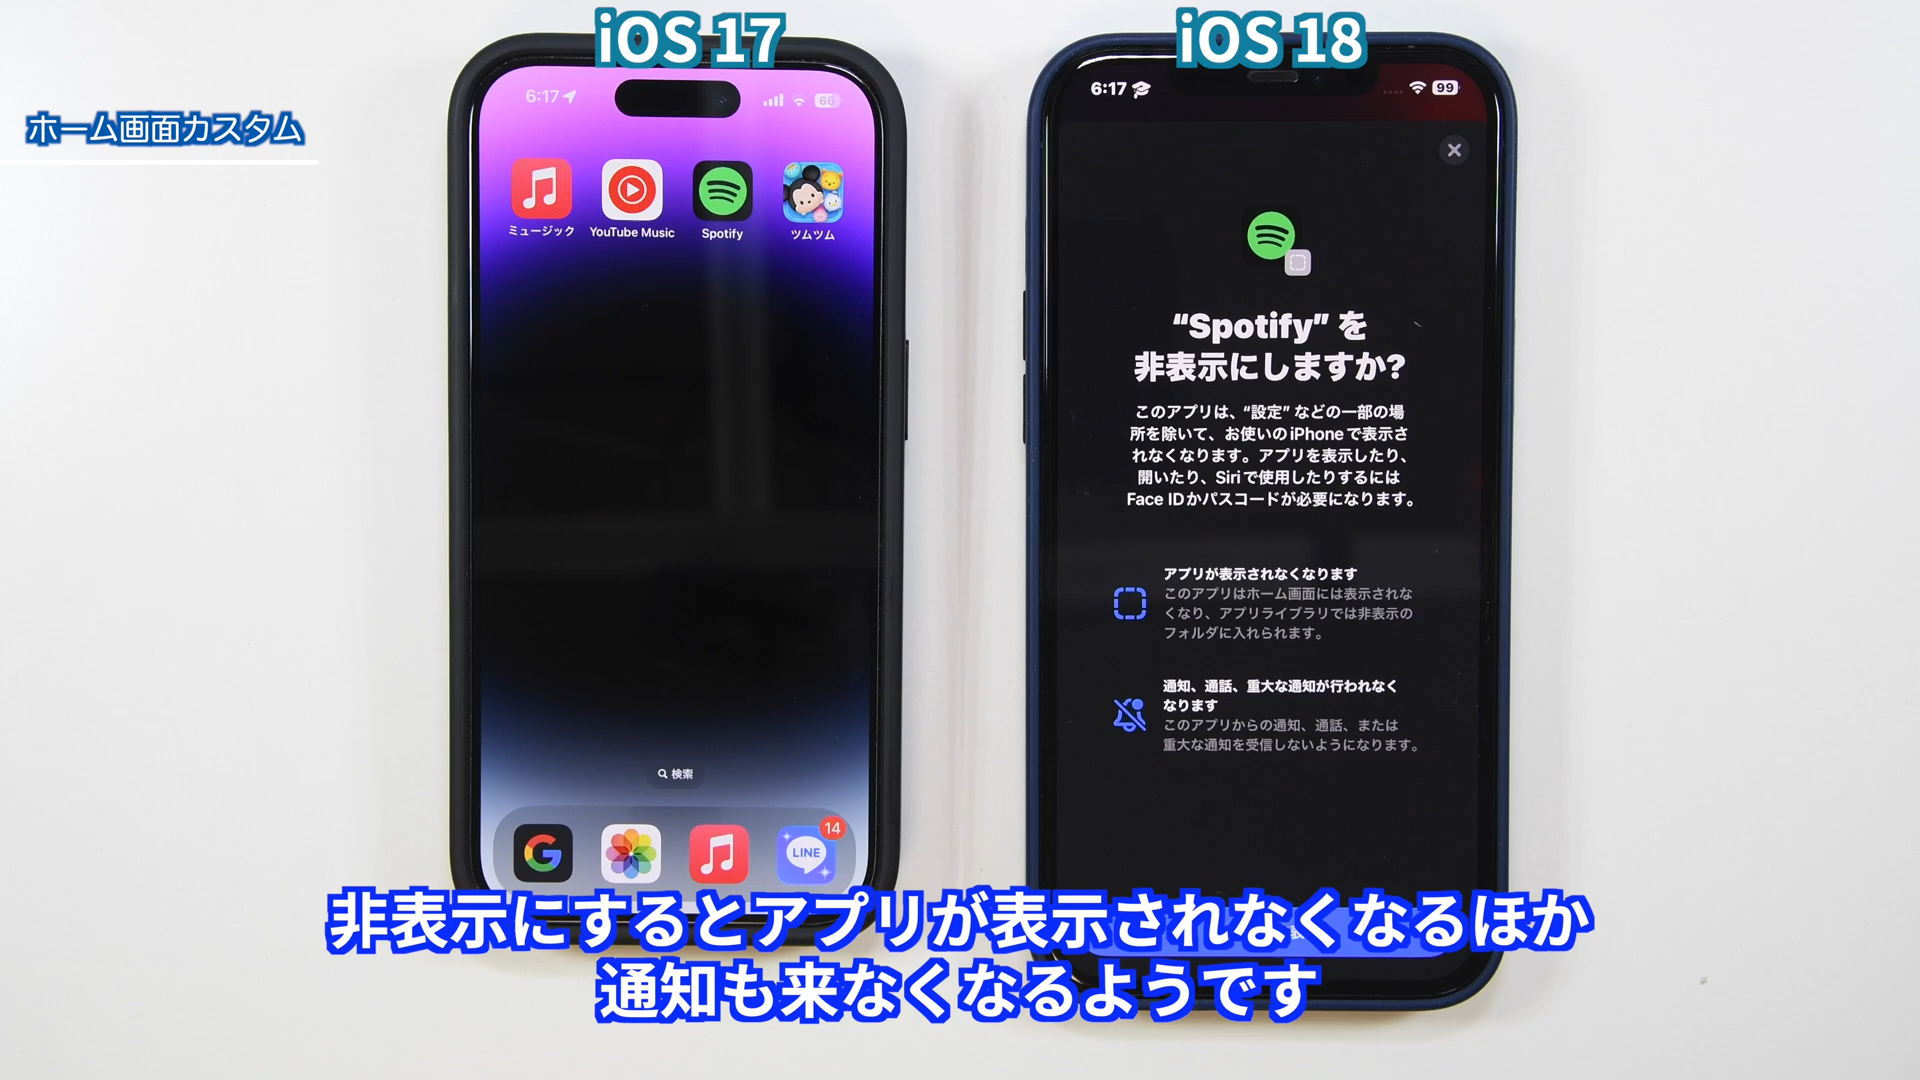 iOS 17
iOS 18
ホーム画面カスタム
6:17
66
ミュージック
YouTube Music
Spotify
ツムツム
検索
LINE
14
6:17
99
“Spotify” を
非表示にしますか?
このアプリは、“設定” などの一部の場
所を除いて、お使いのiPhoneで表示さ
れなくなります。アプリを表示したり、
開いたり、Siriで使用したりするには
Face IDかパスコードが必要になります。
アプリが表示されなくなります
このアプリはホーム画面には表示されな
くなり、アプリライブラリでは非表示の
フォルダに入れられます。
通知、通話、重大な通知が行われなく
なります
このアプリからの通知、通話、または
重大な通知を受信しないようになります。
非表示にするとアプリが表示されなくなるほか
通知も来なくなるようです